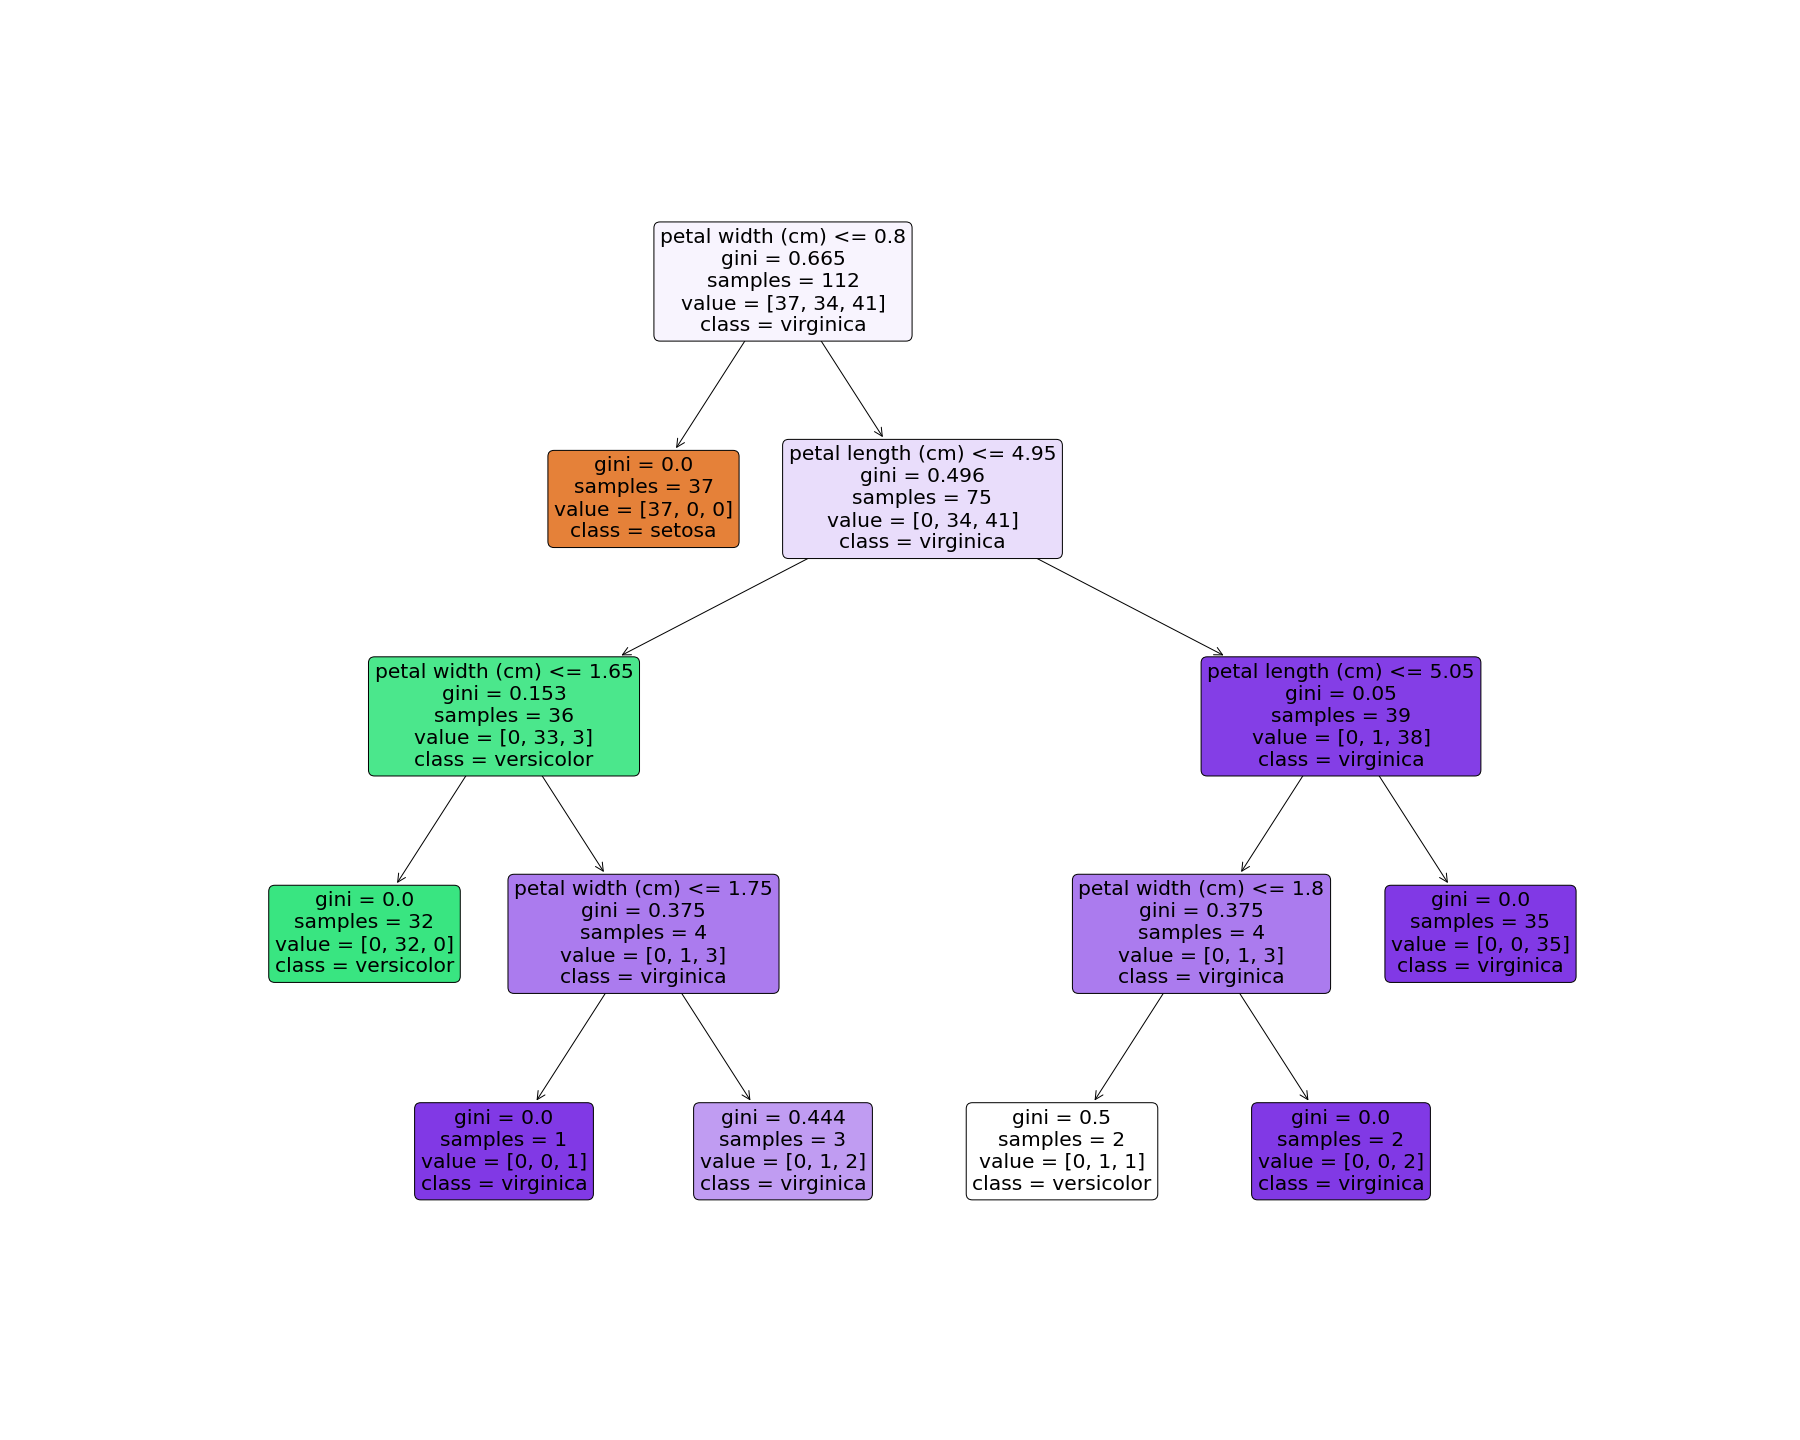 petal width (cm) <= 0.8
gini = 0.665
samples = 112
value = [37, 34, 41]
class = virginica
gini = 0.0
samples = 37
value = [37, 0, 0]
class = setosa
petal length (cm) <= 4.95
gini = 0.496
samples = 75
value = [0, 34, 41]
class = virginica
petal width (cm) <= 1.65
gini = 0.153
samples = 36
value = [0, 33, 3]
class = versicolor
petal length (cm) <= 5.05
gini = 0.05
samples = 39
value = [0, 1, 38]
class = virginica
gini = 0.0
samples = 32
value = [0, 32, 0]
class = versicolor
petal width (cm) <= 1.75
gini = 0.375
samples = 4
value = [0, 1, 3]
class = virginica
petal width (cm) <= 1.8
gini = 0.375
samples = 4
value = [0, 1, 3]
class = virginica
gini = 0.0
samples = 35
value = [0, 0, 35]
class = virginica
gini = 0.0
samples = 1
value = [0, 0, 1]
class = virginica
gini = 0.444
samples = 3
value = [0, 1, 2]
class = virginica
gini = 0.5
samples = 2
value = [0, 1, 1]
class = versicolor
gini = 0.0
samples = 2
value = [0, 0, 2]
class = virginica